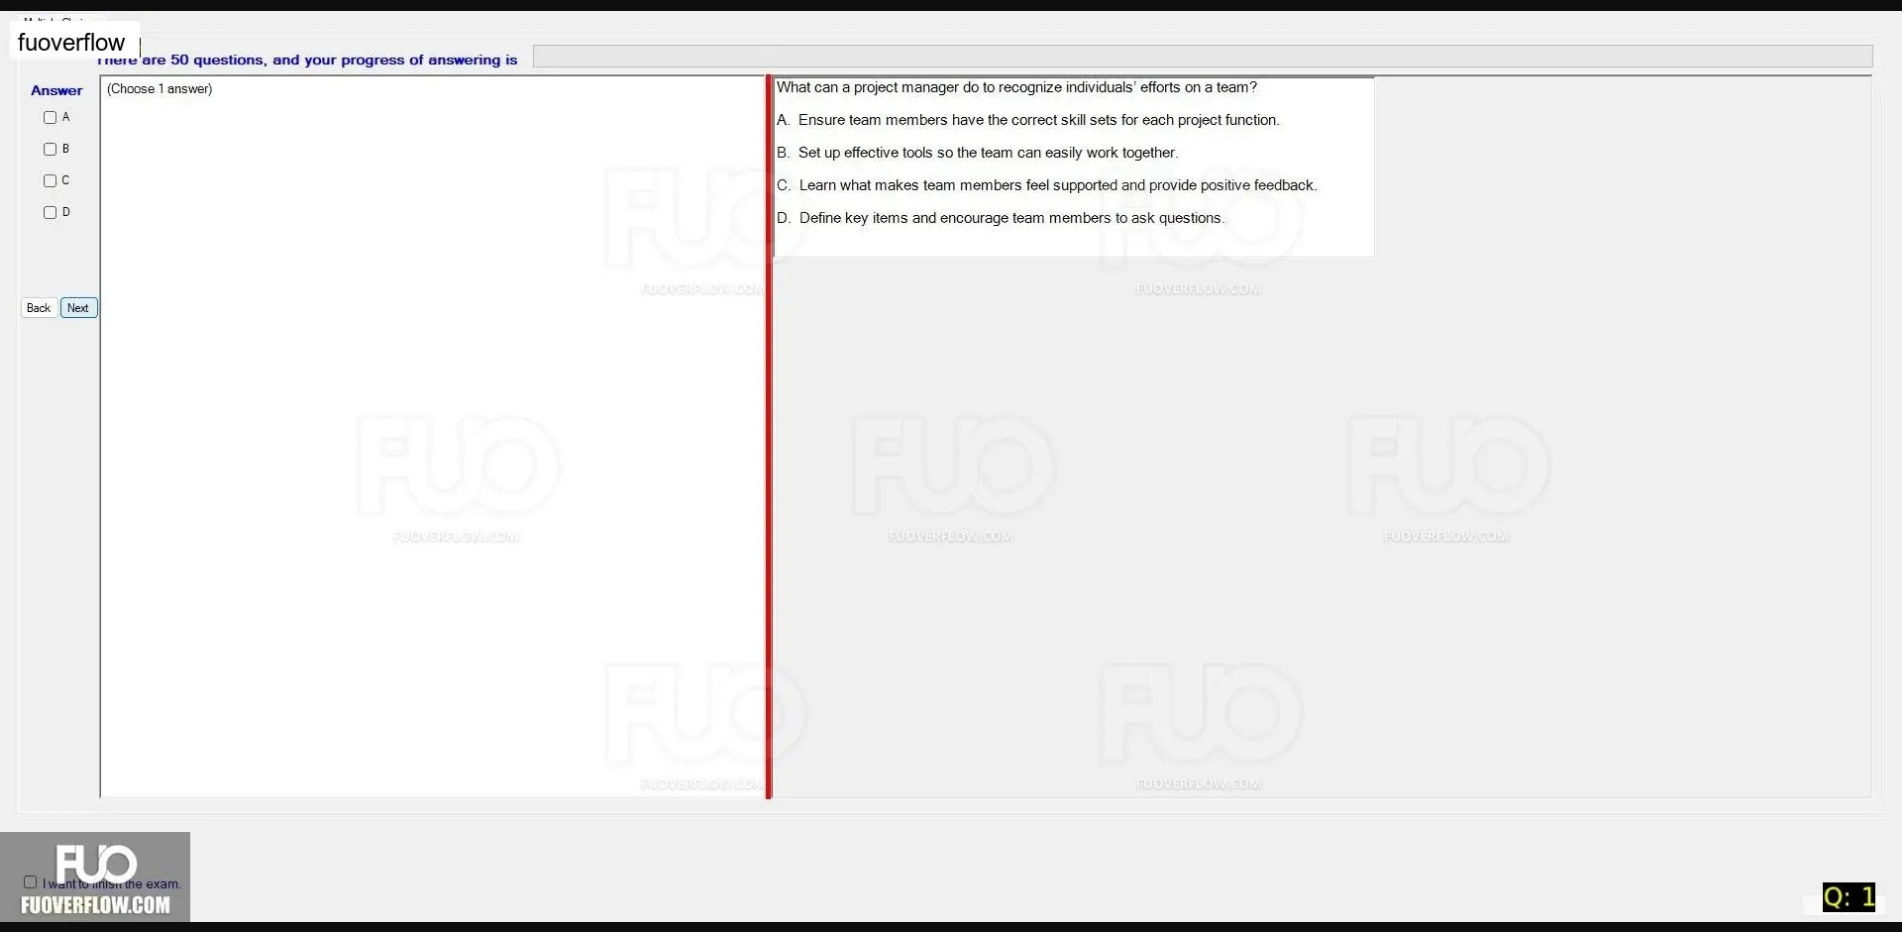 fuoverflow
There are 50 questions, and your progress of answering is
Answer
(Choose 1 answer)
A
B
C
D
Back
Next
What can a project manager do to recognize individuals' efforts on a team?
A. Ensure team members have the correct skill sets for each project function.
B. Set up effective tools so the team can easily work together.
C. Learn what makes team members feel supported and provide positive feedback.
D. Define key items and encourage team members to ask questions.
FUO
FUOVERFLOW.COM
FUO
FUOVERFLOW.COM
FUO
FUOVERFLOW.COM
FUO
FUOVERFLOW.COM
FUO
FUOVERFLOW.COM
FUO
FUOVERFLOW.COM
FUO
FUOVERFLOW.COM
FUO
I want to finish the exam.
FUOVERFLOW.COM
Q: 1